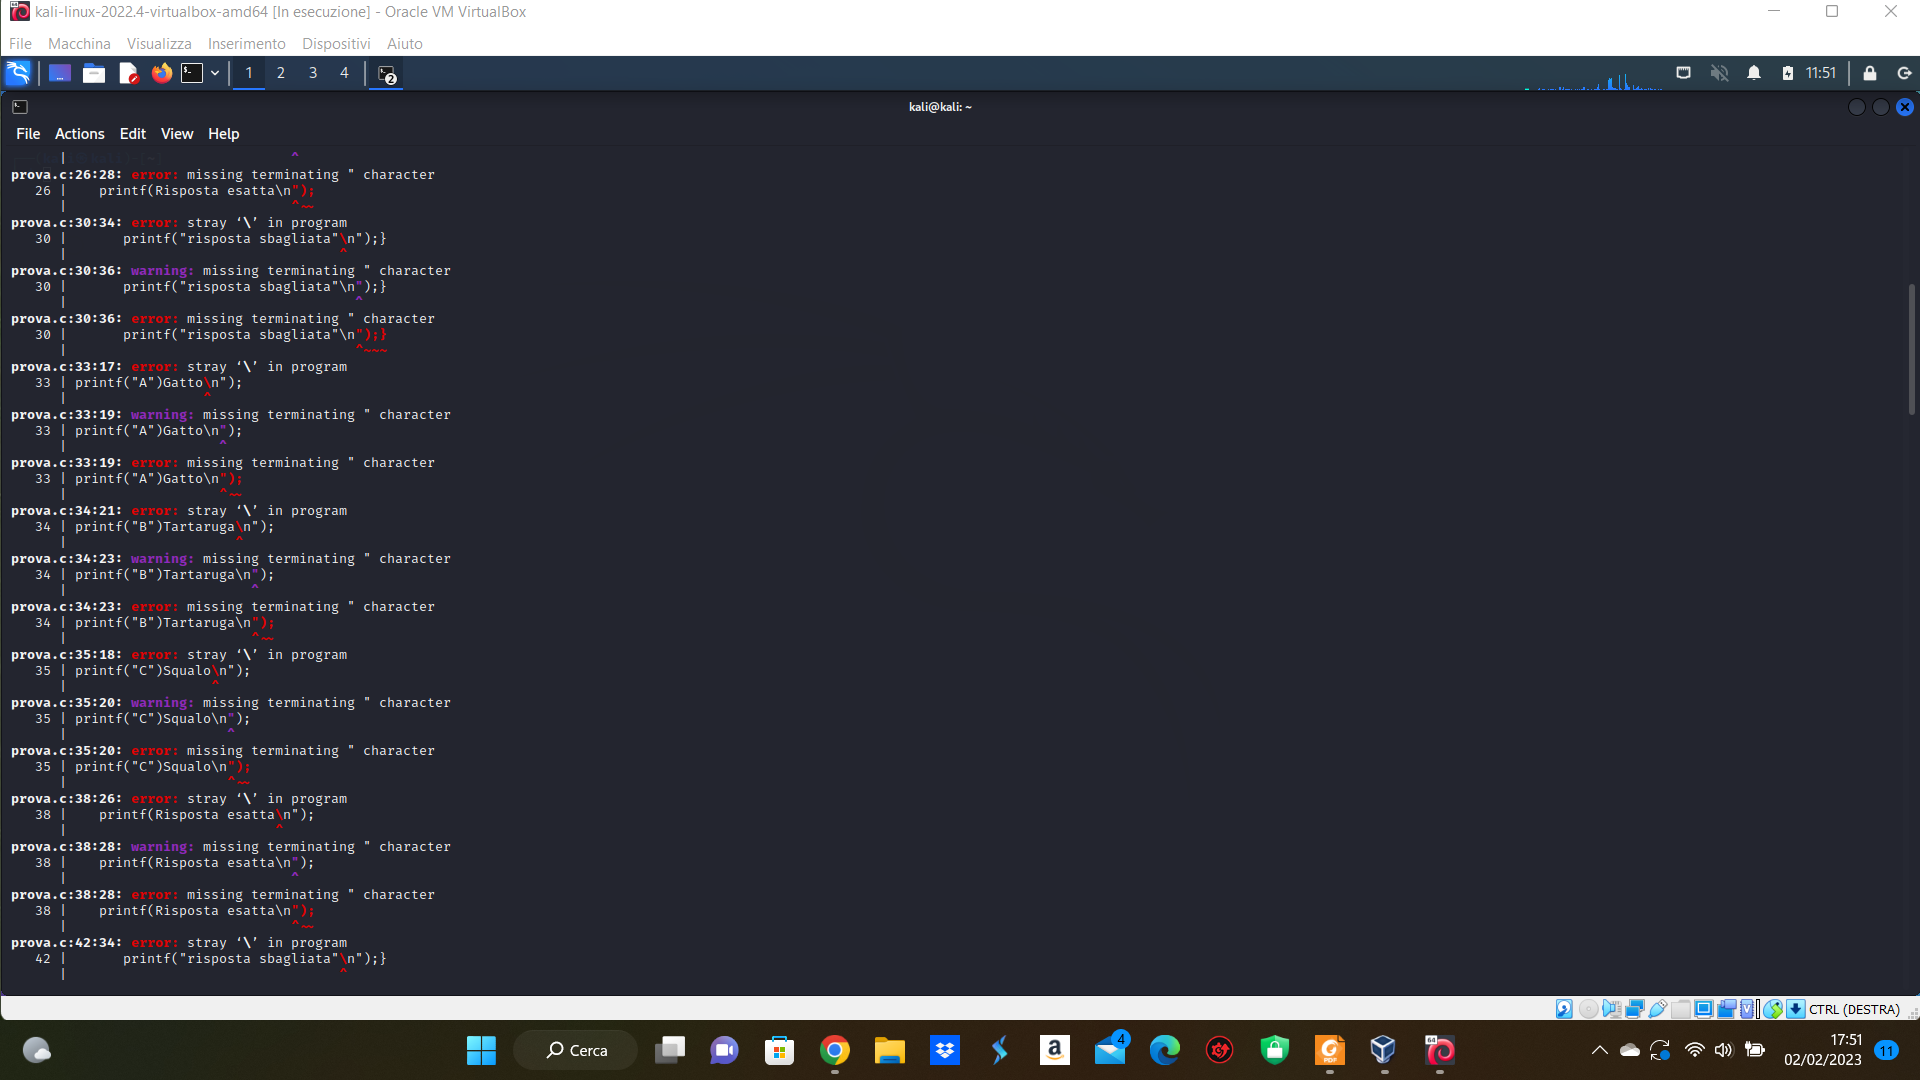 kali-linux-2022.4-virtualbox-amd64 [In esecuzione] - Oracle VM VirtualBox
File Macchina Visualizza Inserimento Dispositivi Aiuto
1 2 3 4 2 11:51
kali@kali: ~
File Actions Edit View Help
| ^
prova.c:26:28: error: missing terminating " character
26 | printf(Risposta esatta\n");
| ^~~
prova.c:30:34: error: stray ‘\’ in program
30 | printf("risposta sbagliata"\n");}
| ^
prova.c:30:36: warning: missing terminating " character
30 | printf("risposta sbagliata"\n");}
| ^
prova.c:30:36: error: missing terminating " character
30 | printf("risposta sbagliata"\n");}
| ^~~~
prova.c:33:17: error: stray ‘\’ in program
33 | printf("A")Gatto\n");
| ^
prova.c:33:19: warning: missing terminating " character
33 | printf("A")Gatto\n");
| ^
prova.c:33:19: error: missing terminating " character
33 | printf("A")Gatto\n");
| ^~~
prova.c:34:21: error: stray ‘\’ in program
34 | printf("B")Tartaruga\n");
| ^
prova.c:34:23: warning: missing terminating " character
34 | printf("B")Tartaruga\n");
| ^
prova.c:34:23: error: missing terminating " character
34 | printf("B")Tartaruga\n");
| ^~~
prova.c:35:18: error: stray ‘\’ in program
35 | printf("C")Squalo\n");
| ^
prova.c:35:20: warning: missing terminating " character
35 | printf("C")Squalo\n");
| ^
prova.c:35:20: error: missing terminating " character
35 | printf("C")Squalo\n");
| ^~~
prova.c:38:26: error: stray ‘\’ in program
38 | printf(Risposta esatta\n");
| ^
prova.c:38:28: warning: missing terminating " character
38 | printf(Risposta esatta\n");
| ^
prova.c:38:28: error: missing terminating " character
38 | printf(Risposta esatta\n");
| ^~~
prova.c:42:34: error: stray ‘\’ in program
42 | printf("risposta sbagliata"\n");}
| ^
CTRL (DESTRA)
Cerca
4
17:51
02/02/2023
11